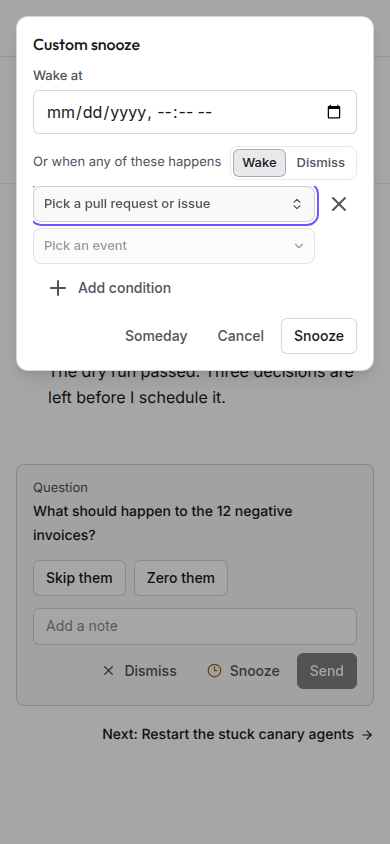 Custom snooze
Wake at
mm/dd/yyyy, --:-- --
Or when any of these happens
Wake
Dismiss
Pick a pull request or issue
Pick an event
Add condition
Someday
Cancel
Snooze
The dry run passed. Three decisions are
left before I schedule it.
Question
What should happen to the 12 negative
invoices?
Skip them
Zero them
Add a note
Dismiss
Snooze
Send
Next: Restart the stuck canary agents →